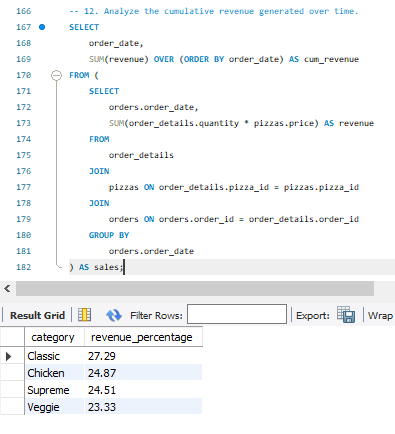 166 -- 12. Analyze the cumulative revenue generated over time.
167 SELECT
168 order_date,
169 SUM(revenue) OVER (ORDER BY order_date) AS cum_revenue
170 FROM (
171 SELECT
172 orders.order_date,
173 SUM(order_details.quantity * pizzas.price) AS revenue
174 FROM
175 order_details
176 JOIN
177 pizzas ON order_details.pizza_id = pizzas.pizza_id
178 JOIN
179 orders ON orders.order_id = order_details.order_id
180 GROUP BY
181 orders.order_date
182 ) AS sales;
Result Grid Filter Rows: Export: Wrap
category revenue_percentage
Classic 27.29
Chicken 24.87
Supreme 24.51
Veggie 23.33